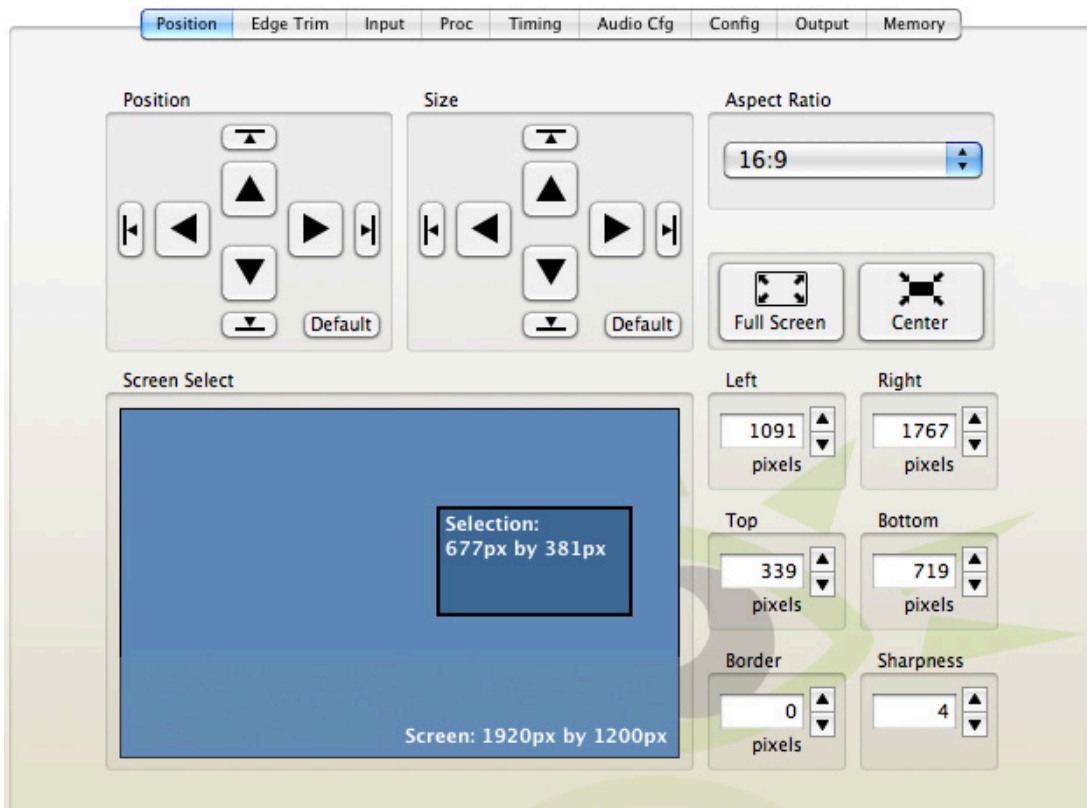 Position Edge Trim Input Proc Timing Audio Cfg Config Output Memory
Position
Default
Size
Default
Aspect Ratio
16:9
Full Screen
Center
Screen Select
Selection:
677px by 381px
Screen: 1920px by 1200px
Left
1091
pixels
Right
1767
pixels
Top
339
pixels
Bottom
719
pixels
Border
0
pixels
Sharpness
4